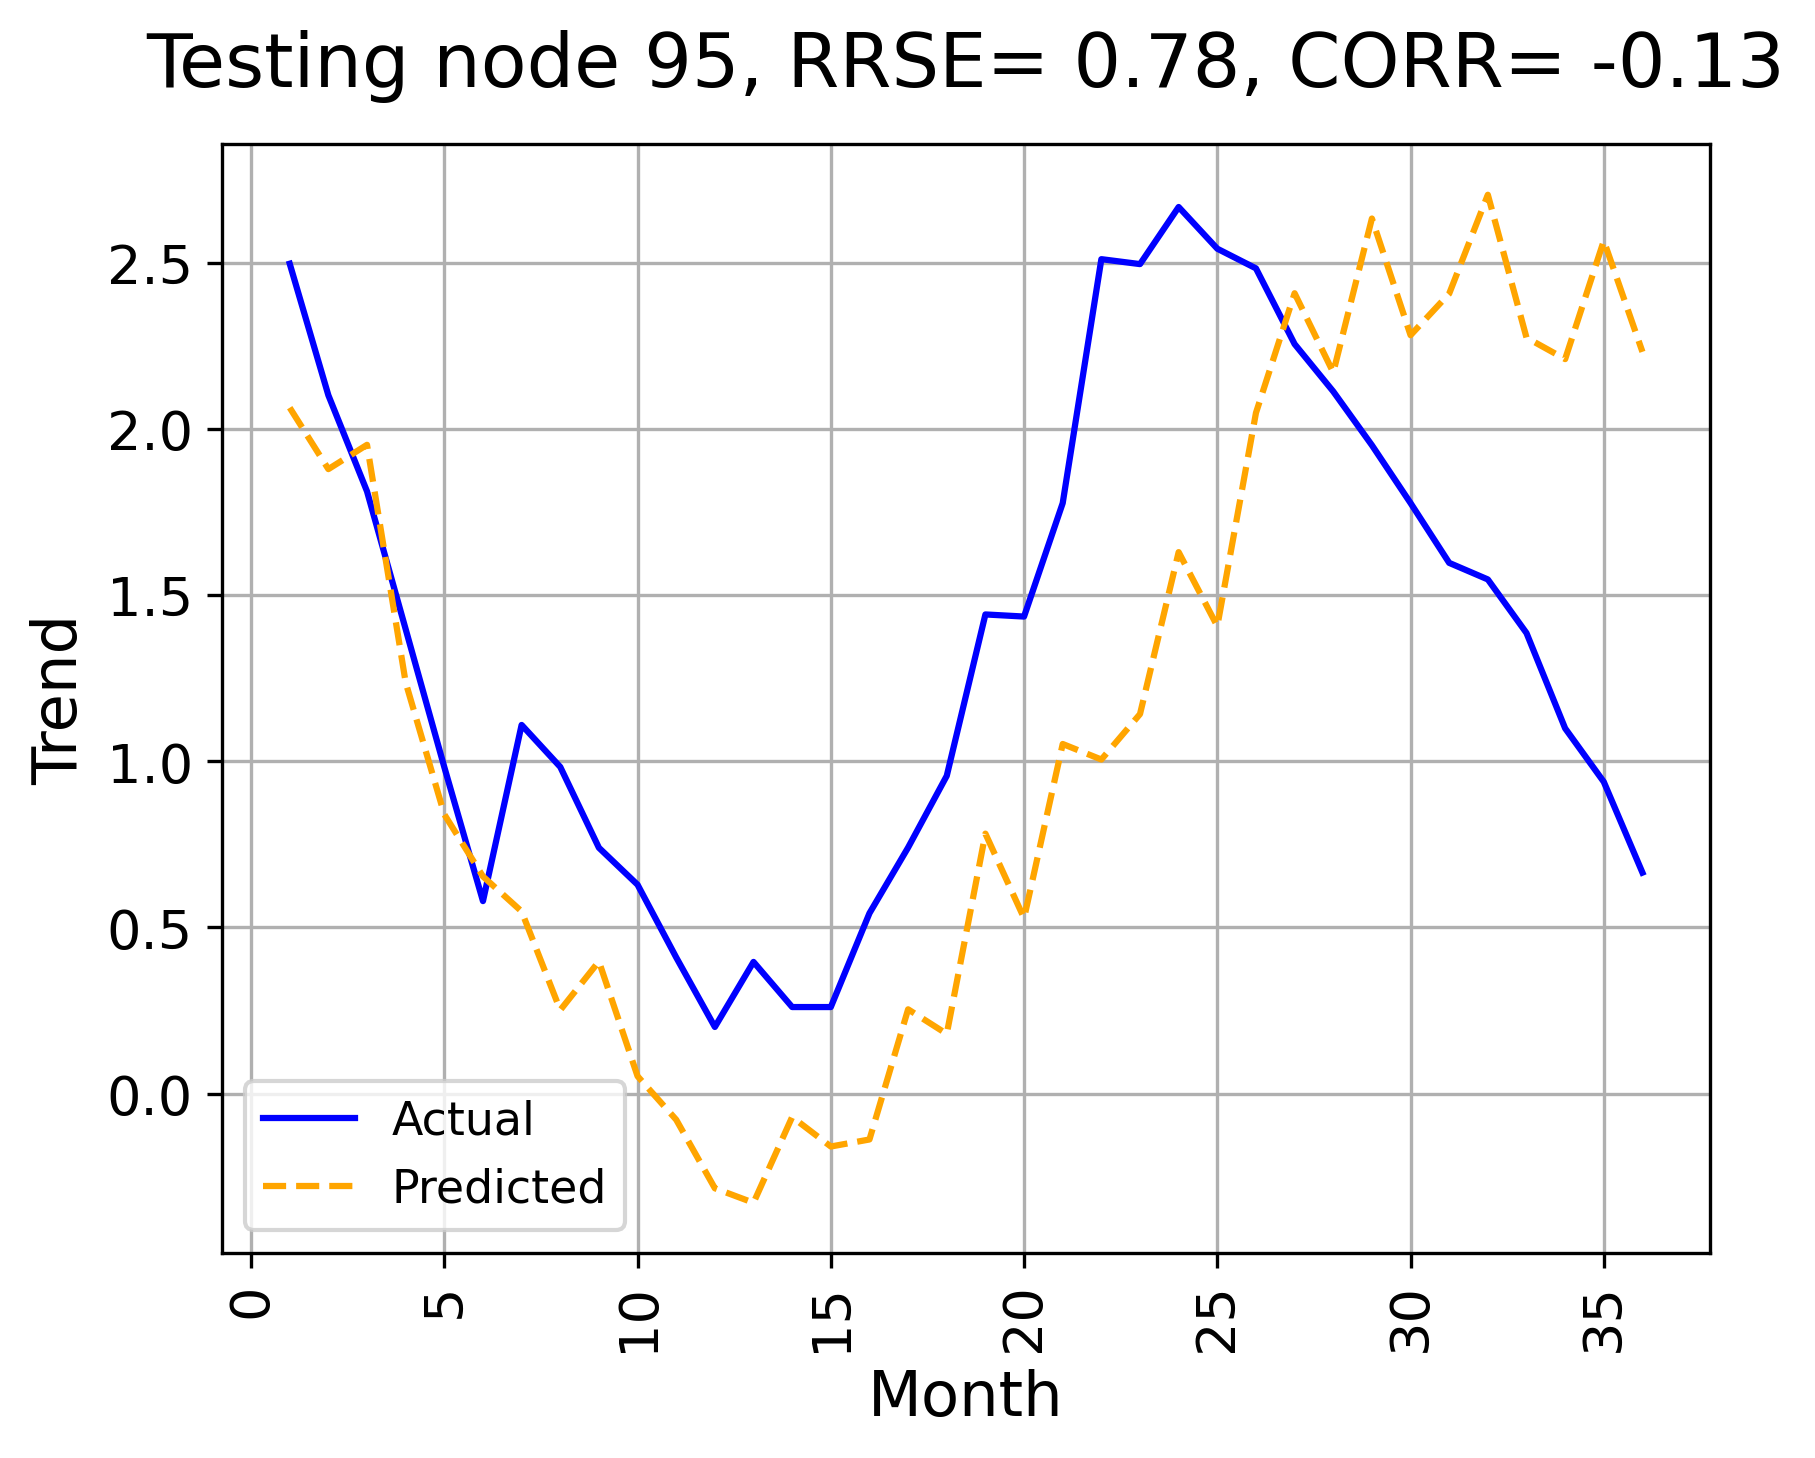 Testing node 95, RRSE= 0.78, CORR= -0.13
Trend
2.5
2.0
1.5
1.0
0.5
0.0
Actual
Predicted
0 5 10 15 20 25 30 35
Month